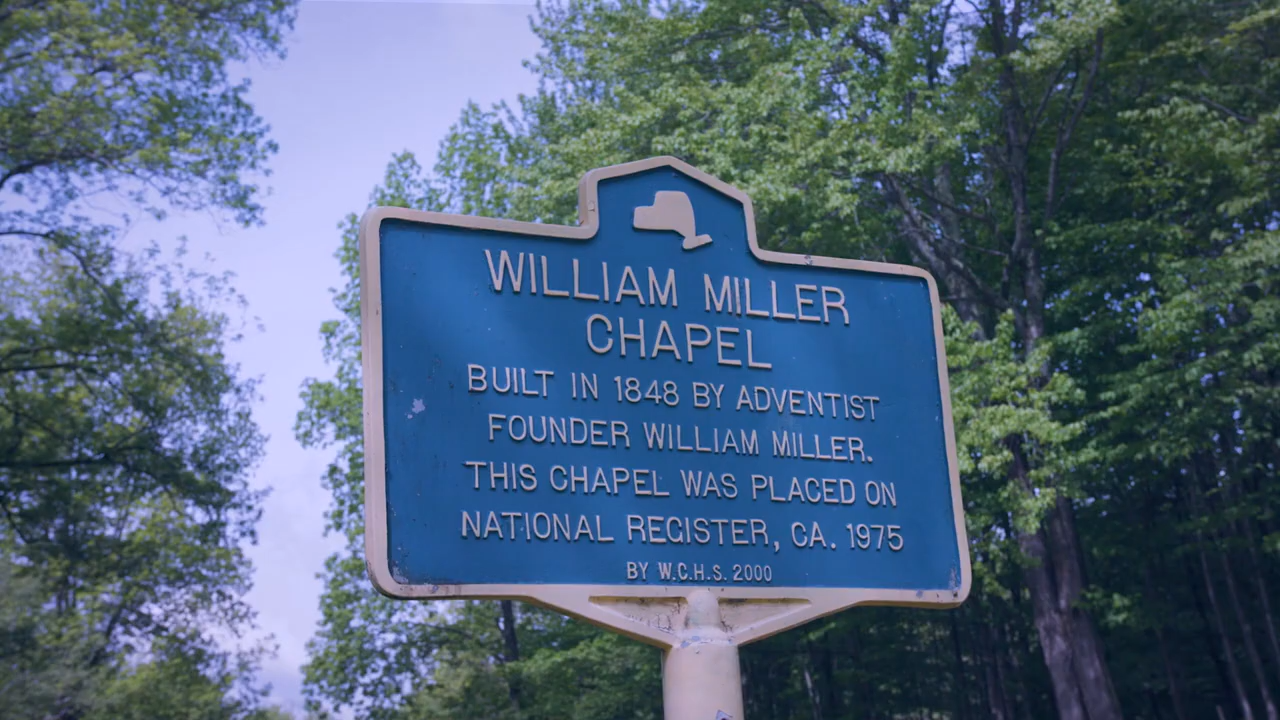 WILLIAM MILLER
CHAPEL
BUILT IN 1848 BY ADVENTIST
FOUNDER WILLIAM MILLER.
THIS CHAPEL WAS PLACED ON
NATIONAL REGISTER, CA. 1975
BY W.C.H.S. 2000